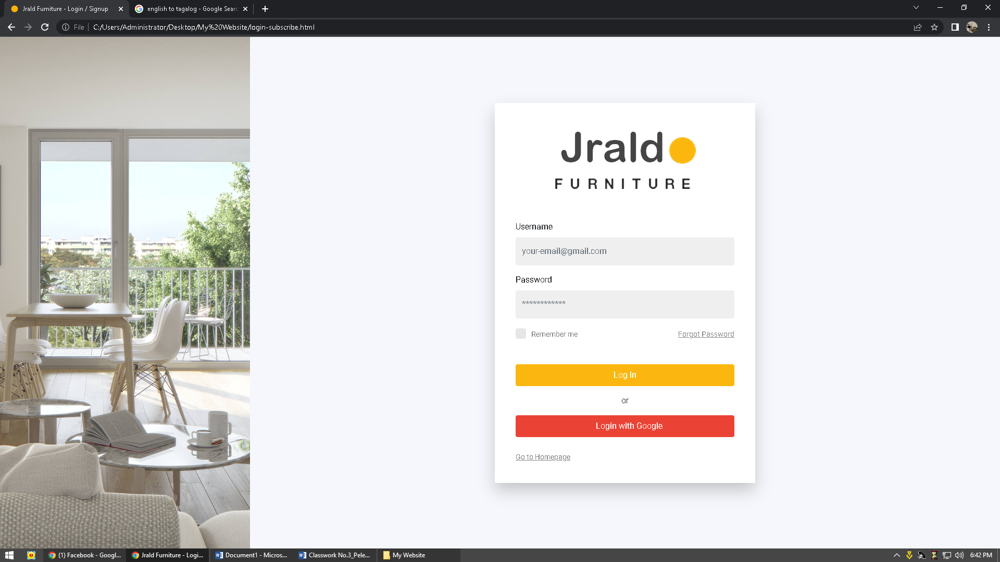 Jrald Furniture - Login / Signup
english to tagalog - Google Searc
File
C:/Users/Administrator/Desktop/My%20Website/login-subscribe.html
Jrald
FURNITURE
Username
your-email@gmail.com
Password
************
Remember me
Forgot Password
Log In
or
Login with Google
Go to Homepage
(1) Facebook - Googl...
Jrald Furniture - Logi...
Document1 - Micros...
Classwork No.3_Pele...
My Website
6:42 PM